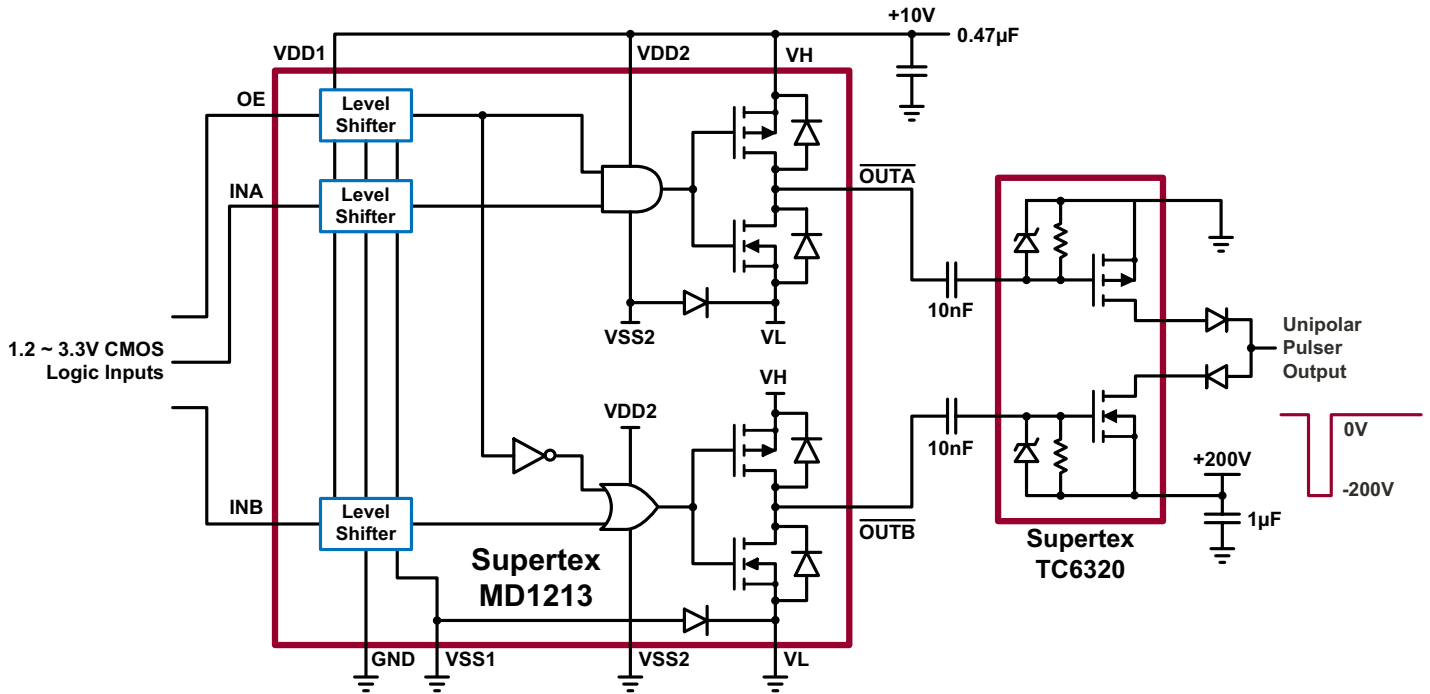 +10V
0.47µF
VDD1
VDD2
VH
OE
Level
Shifter
INA
Level
Shifter
OUTA
10nF
VSS2
VL
1.2 ~ 3.3V CMOS
Logic Inputs
Unipolar
Pulser
Output
VH
VDD2
10nF
0V
+200V
-200V
INB
Level
Shifter
OUTB
1µF
Supertex
MD1213
Supertex
TC6320
GND
VSS1
VSS2
VL